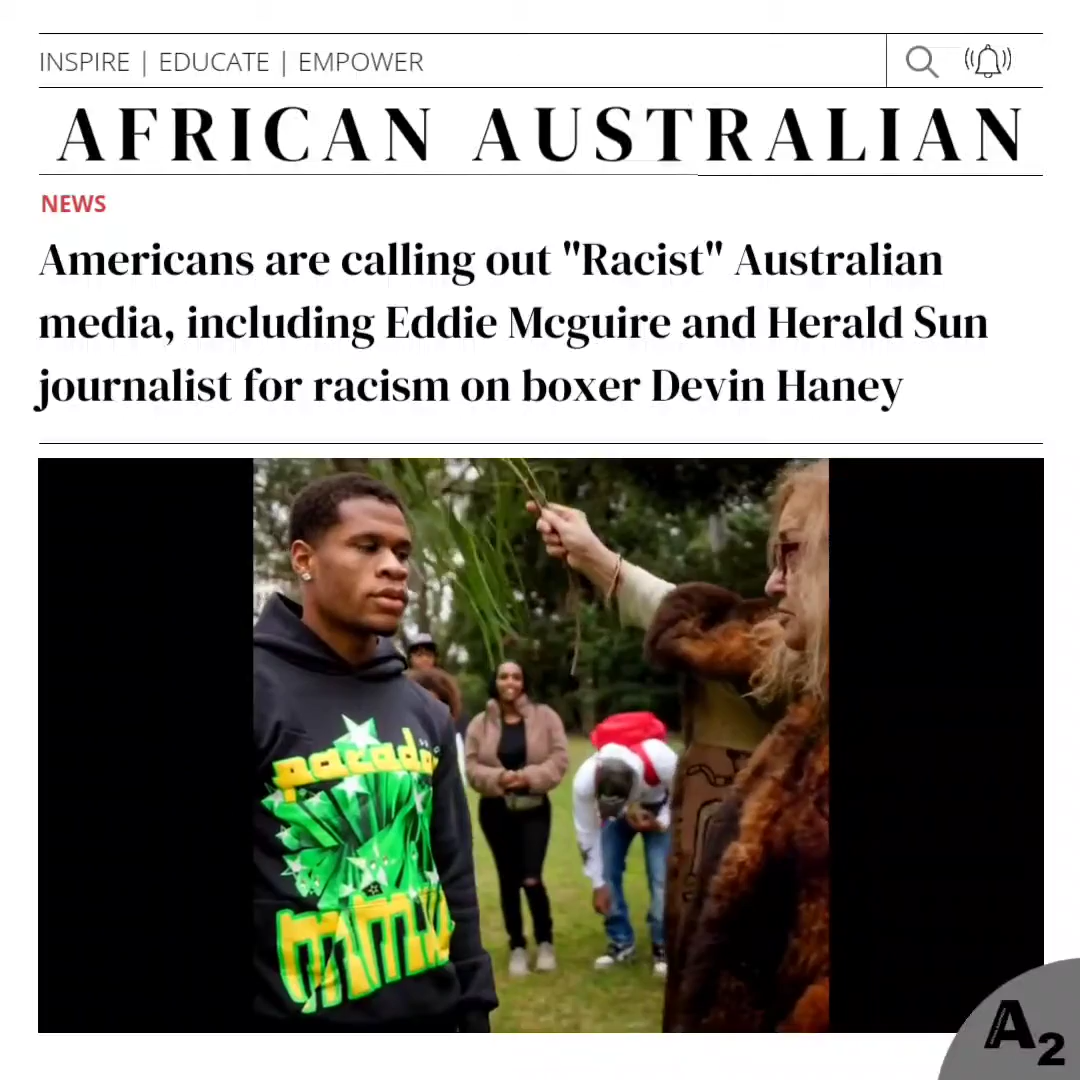 INSPIRE | EDUCATE | EMPOWER
AFRICAN AUSTRALIAN
NEWS
Americans are calling out "Racist" Australian
media, including Eddie Mcguire and Herald Sun
journalist for racism on boxer Devin Haney
A2